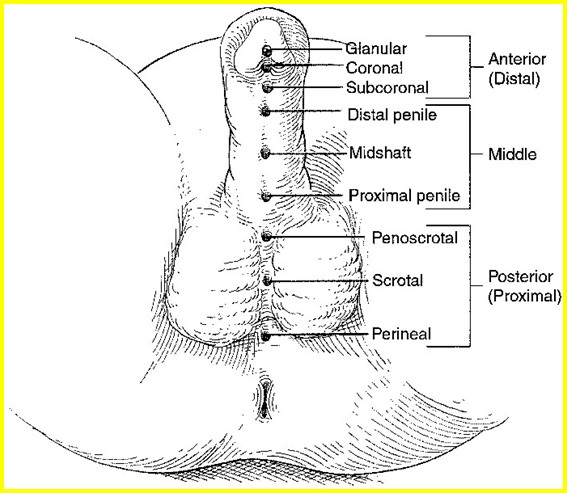 Glanular
Coronal
Subcoronal
Anterior
(Distal)
Distal penile
Midshaft
Proximal penile
Middle
Penoscrotal
Scrotal
Perineal
Posterior
(Proximal)